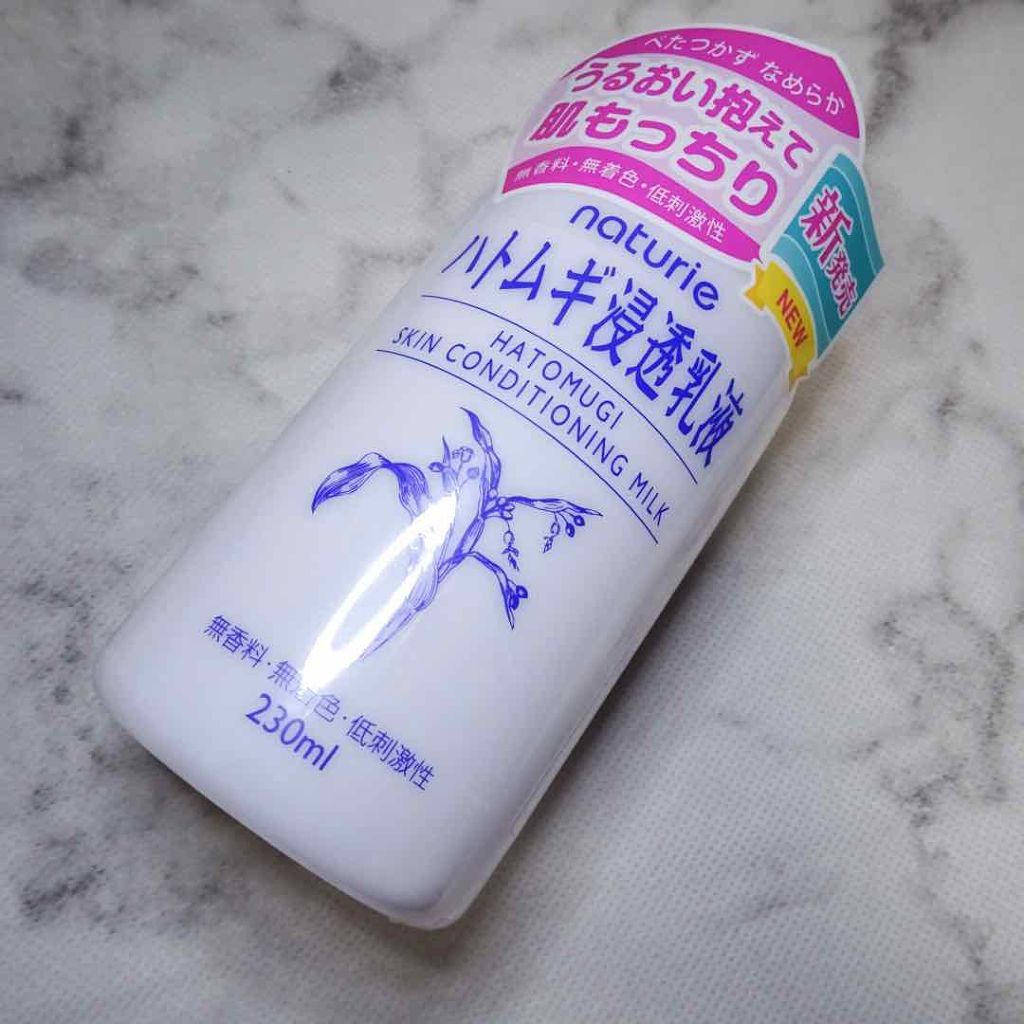 べたつかず なめらか
うるおい抱えて
肌もっちり
無香料・無着色・低刺激性
新発売
NEW
naturie
ハトムギ浸透乳液
HATOMUGI
SKIN CONDITIONING MILK
無香料・無着色・低刺激性
230ml